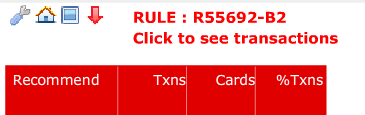 RULE : R55692-B2
Click to see transactions
Recommend Txns Cards %Txns